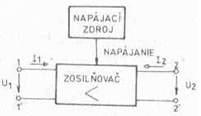 NAPÁJACÍ
ZDROJ
NAPÁJANIE
1 I1 I2 2
ZOSILŇOVAČ
U1 U2
1' 2'